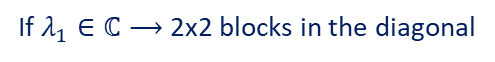 If λ₁ ∈ ℂ ⟶ 2x2 blocks in the diagonal